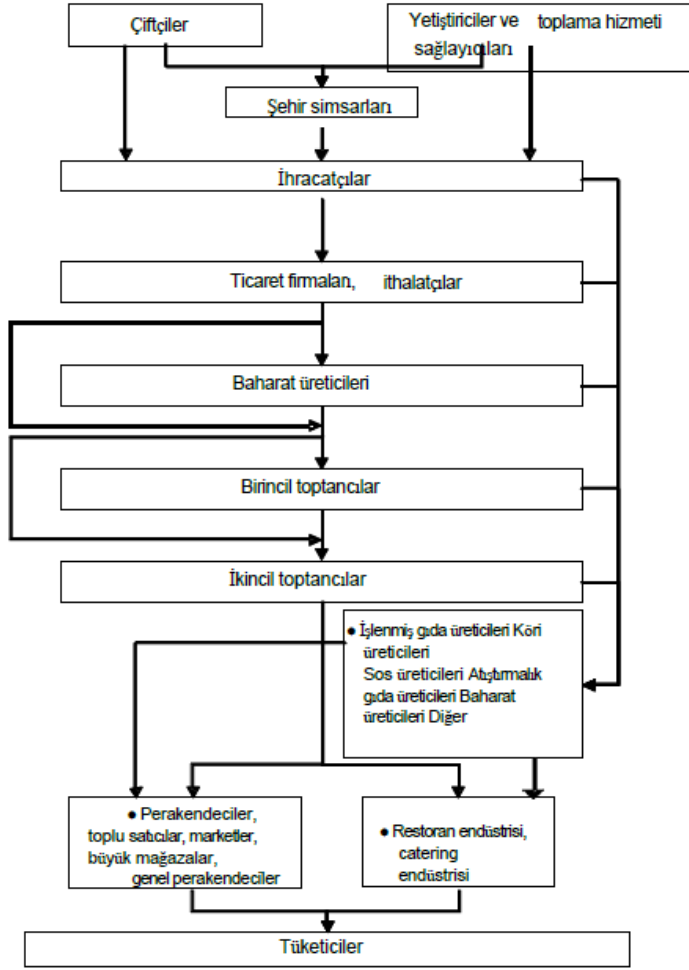 Çiftçiler
Yetiştiriciler ve toplama hizmeti
sağlayıcıları
Şehir simsarları
İhracatçılar
Ticaret firmaları, ithalatçılar
Baharat üreticileri
Birincil toptancılar
İkincil toptancılar
● İşlenmiş gıda üreticileri Köri
üreticileri
Sos üreticileri Atıştırmalık
gıda üreticileri Baharat
üreticileri Diğer
● Perakendeciler,
toplu satıcılar, marketler,
büyük mağazalar,
genel perakendeciler
● Restoran endüstrisi,
catering
endüstrisi
Tüketiciler